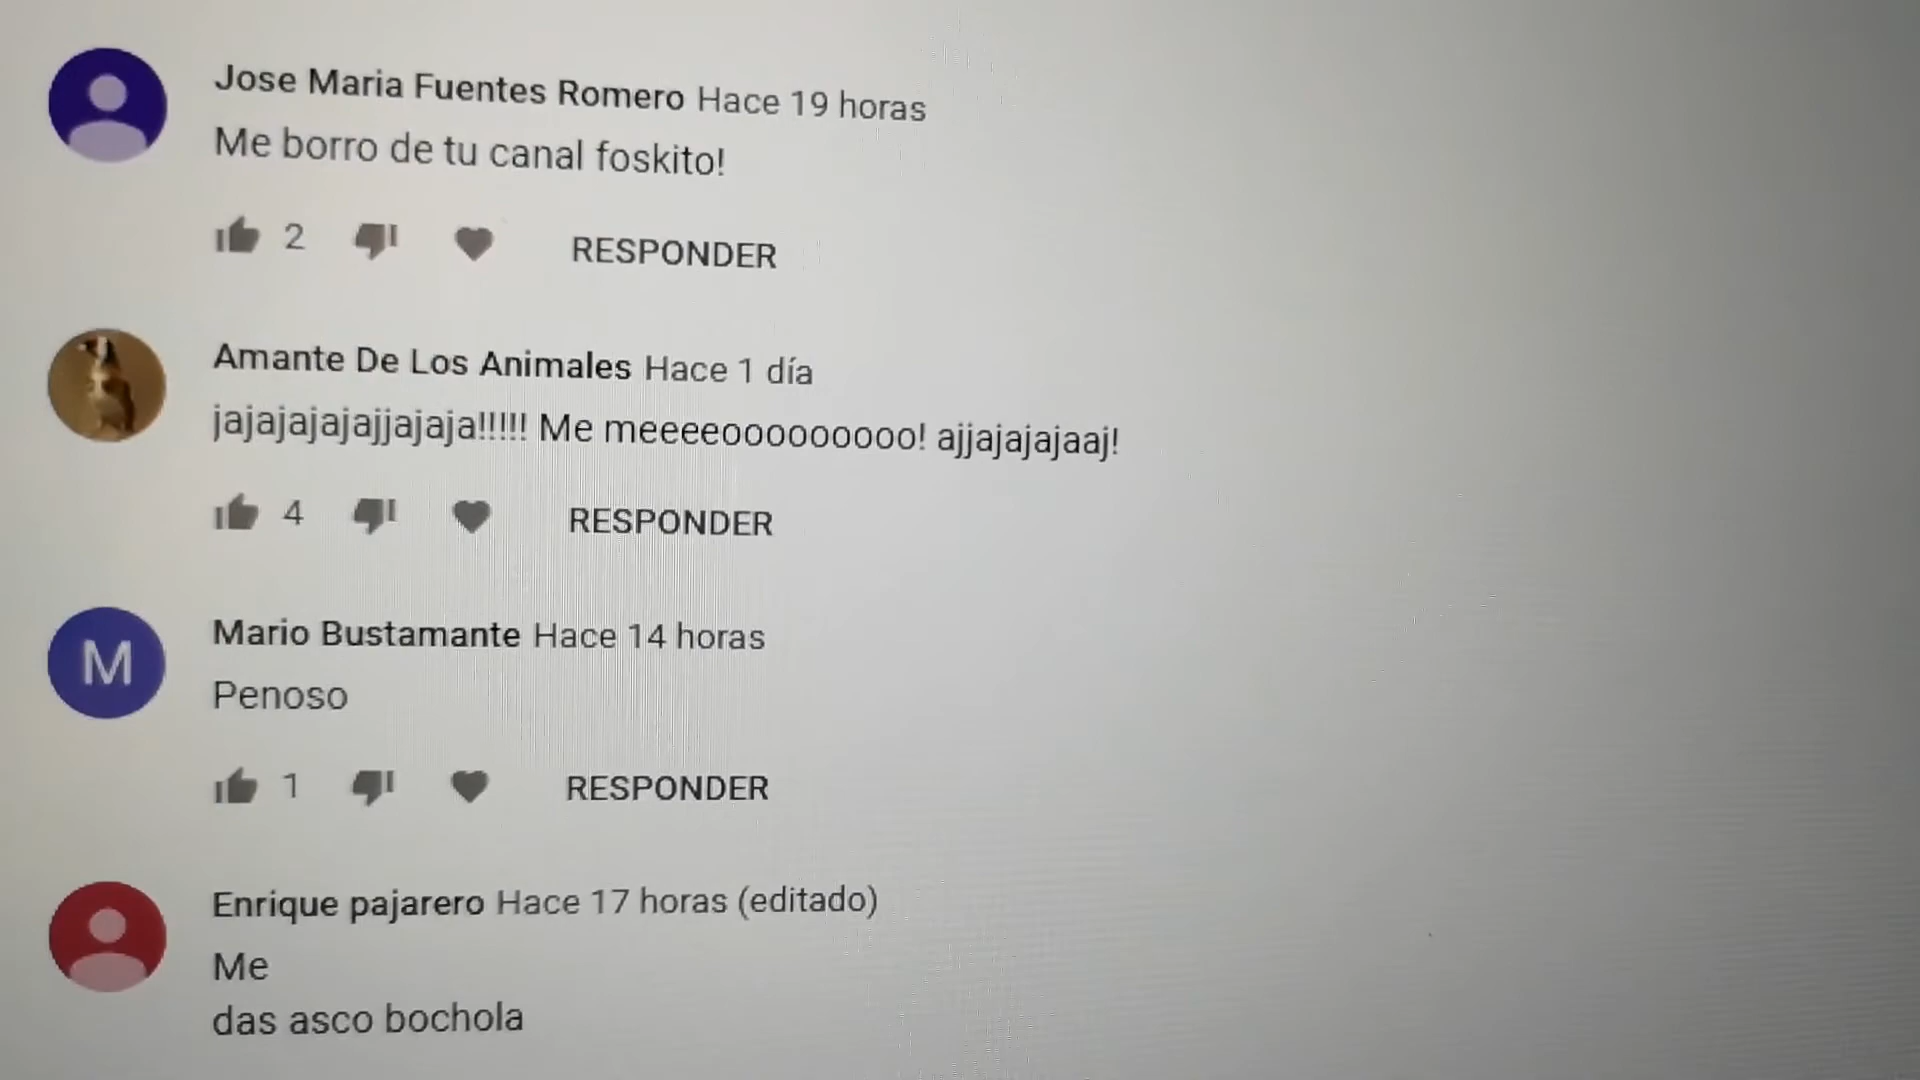 Jose Maria Fuentes Romero Hace 19 horas
Me borro de tu canal foskito!
2 RESPONDER
Amante De Los Animales Hace 1 día
jajajajajajjajaja!!!!! Me meeeeooooooooo! ajjajajajaaj!
4 RESPONDER
M
Mario Bustamante Hace 14 horas
Penoso
1 RESPONDER
Enrique pajarero Hace 17 horas (editado)
Me
das asco bochola